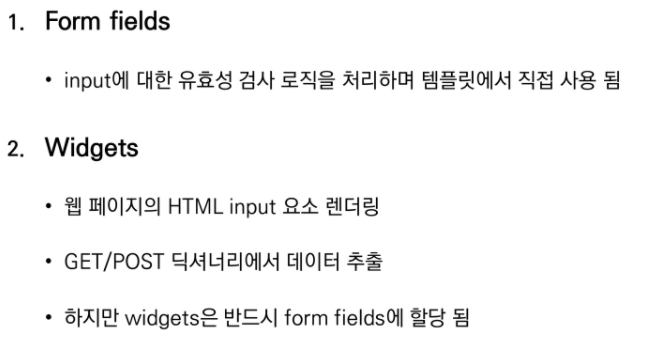 1. Form fields
• input에 대한 유효성 검사 로직을 처리하며 템플릿에서 직접 사용 됨
2. Widgets
• 웹 페이지의 HTML input 요소 렌더링
• GET/POST 딕셔너리에서 데이터 추출
• 하지만 widgets은 반드시 form fields에 할당 됨